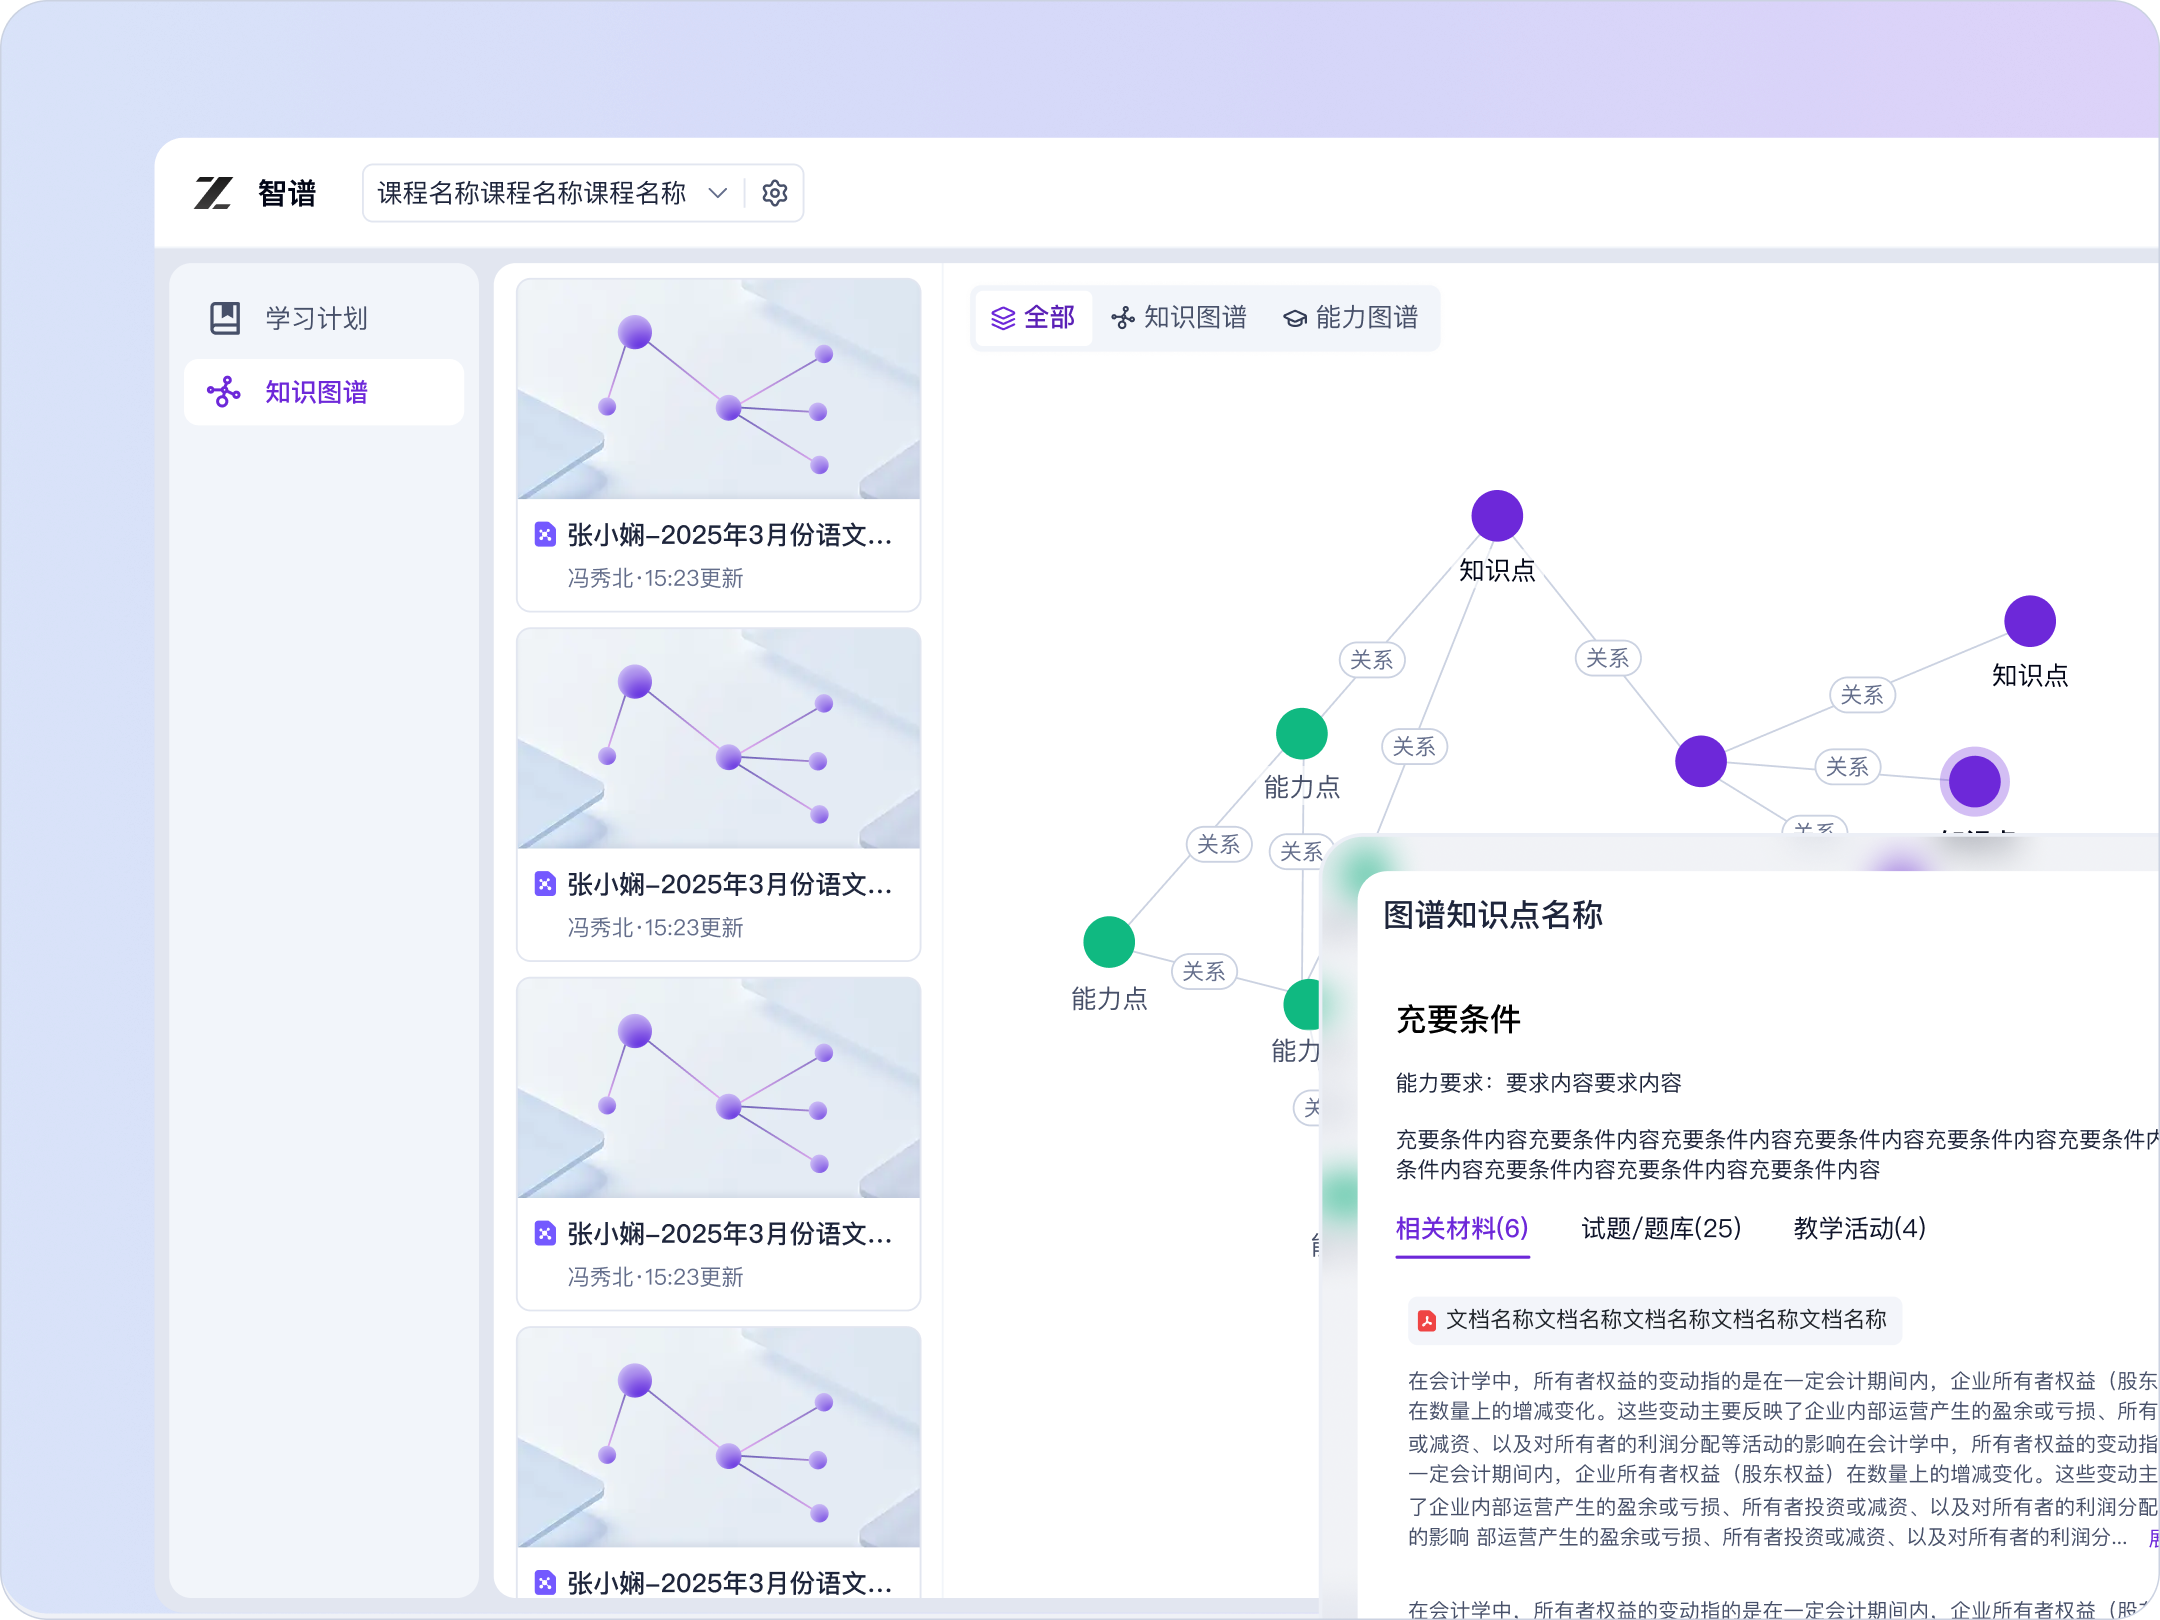 智谱
课程名称课程名称课程名称
学习计划
知识图谱
张小娴–2025年3月份语文...
冯秀北·15:23更新
张小娴–2025年3月份语文...
冯秀北·15:23更新
张小娴–2025年3月份语文...
冯秀北·15:23更新
张小娴–2025年3月份语文...
全部
知识图谱
能力图谱
知识点
关系
关系
知识点
关系
关系
能力点
关系
关系
知识点
关系
关系
关系
能力点
关系
能力
图谱知识点名称
充要条件
能力要求：要求内容要求内容
充要条件内容充要条件内容充要条件内容充要条件内容充要条件内容充要条件内
条件内容充要条件内容充要条件内容充要条件内容
相关材料(6)
试题/题库(25)
教学活动(4)
文档名称文档名称文档名称文档名称文档名称
在会计学中，所有者权益的变动指的是在一定会计期间内，企业所有者权益（股东
在数量上的增减变化。这些变动主要反映了企业内部运营产生的盈余或亏损、所有
或减资、以及对所有者的利润分配等活动的影响在会计学中，所有者权益的变动指
一定会计期间内，企业所有者权益（股东权益）在数量上的增减变化。这些变动主
了企业内部运营产生的盈余或亏损、所有者投资或减资、以及对所有者的利润分配
的影响 部运营产生的盈余或亏损、所有者投资或减资、以及对所有者的利润分...
在会计学中，所有者权益的变动指的是在一定会计期间内，企业所有者权益（股